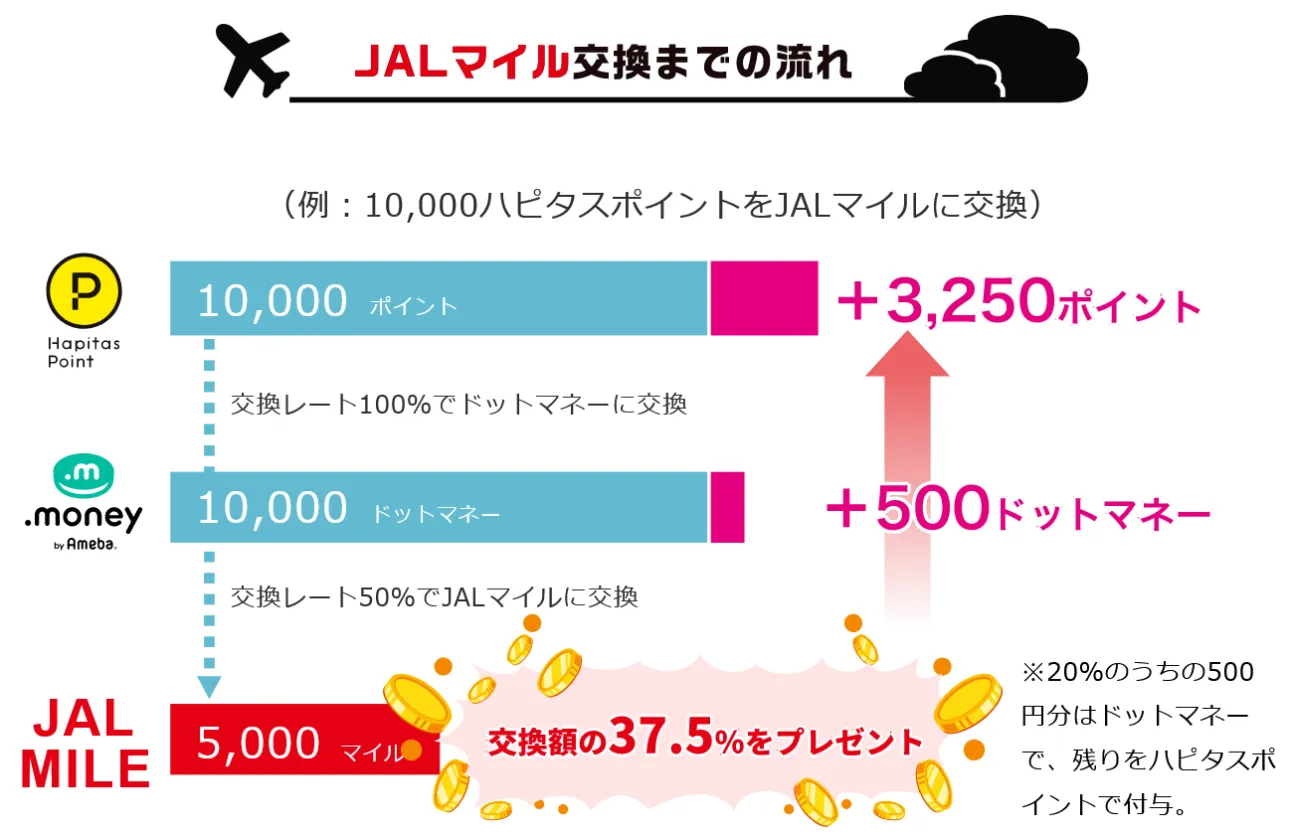 JALマイル交換までの流れ
（例：10,000ハピタスポイントをJALマイルに交換）
P
Hapitas
Point
10,000 ポイント
＋3,250ポイント
交換レート100%でドットマネーに交換
.m
.money
by Ameba.
10,000 ドットマネー
＋500ドットマネー
交換レート50%でJALマイルに交換
JAL
MILE
5,000 マイル
交換額の37.5%をプレゼント
※20%のうちの500
円分はドットマネー
で、残りをハピタスポ
イントで付与。